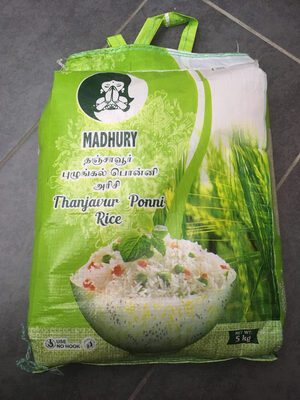 MADHURY
தஞ்சாவூர்
புழுங்கல் பொன்னி
அரிசி
Thanjavur Ponni
Rice
USE
NO HOOK
NET WT.
5 kg